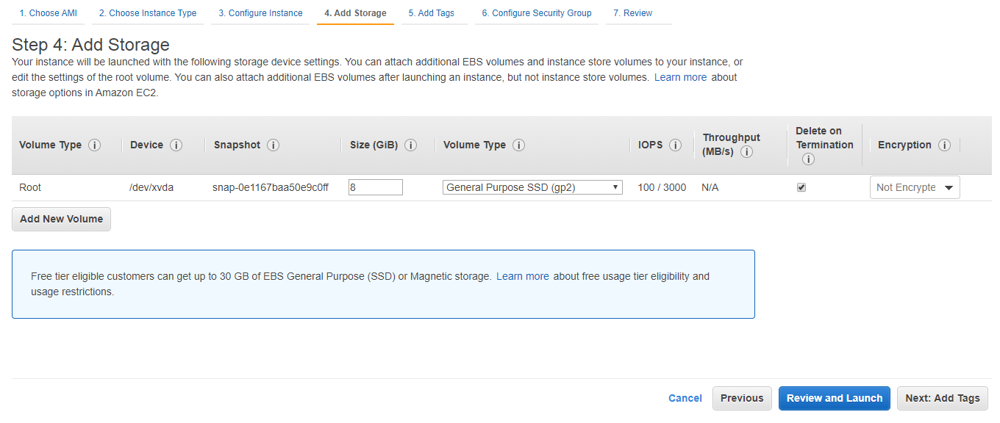 1. Choose AMI 2. Choose Instance Type 3. Configure Instance 4. Add Storage 5. Add Tags 6. Configure Security Group 7. Review
Step 4: Add Storage
Your instance will be launched with the following storage device settings. You can attach additional EBS volumes and instance store volumes to your instance, or
edit the settings of the root volume. You can also attach additional EBS volumes after launching an instance, but not instance store volumes. Learn more about
storage options in Amazon EC2.
Volume Type i Device i Snapshot i Size (GiB) i Volume Type i IOPS i Throughput (MB/s) i Delete on Termination i Encryption i
Root /dev/xvda snap-0e1167baa50e9c0ff 8 General Purpose SSD (gp2) 100 / 3000 N/A Not Encrypte
Add New Volume
Free tier eligible customers can get up to 30 GB of EBS General Purpose (SSD) or Magnetic storage. Learn more about free usage tier eligibility and
usage restrictions.
Cancel Previous Review and Launch Next: Add Tags